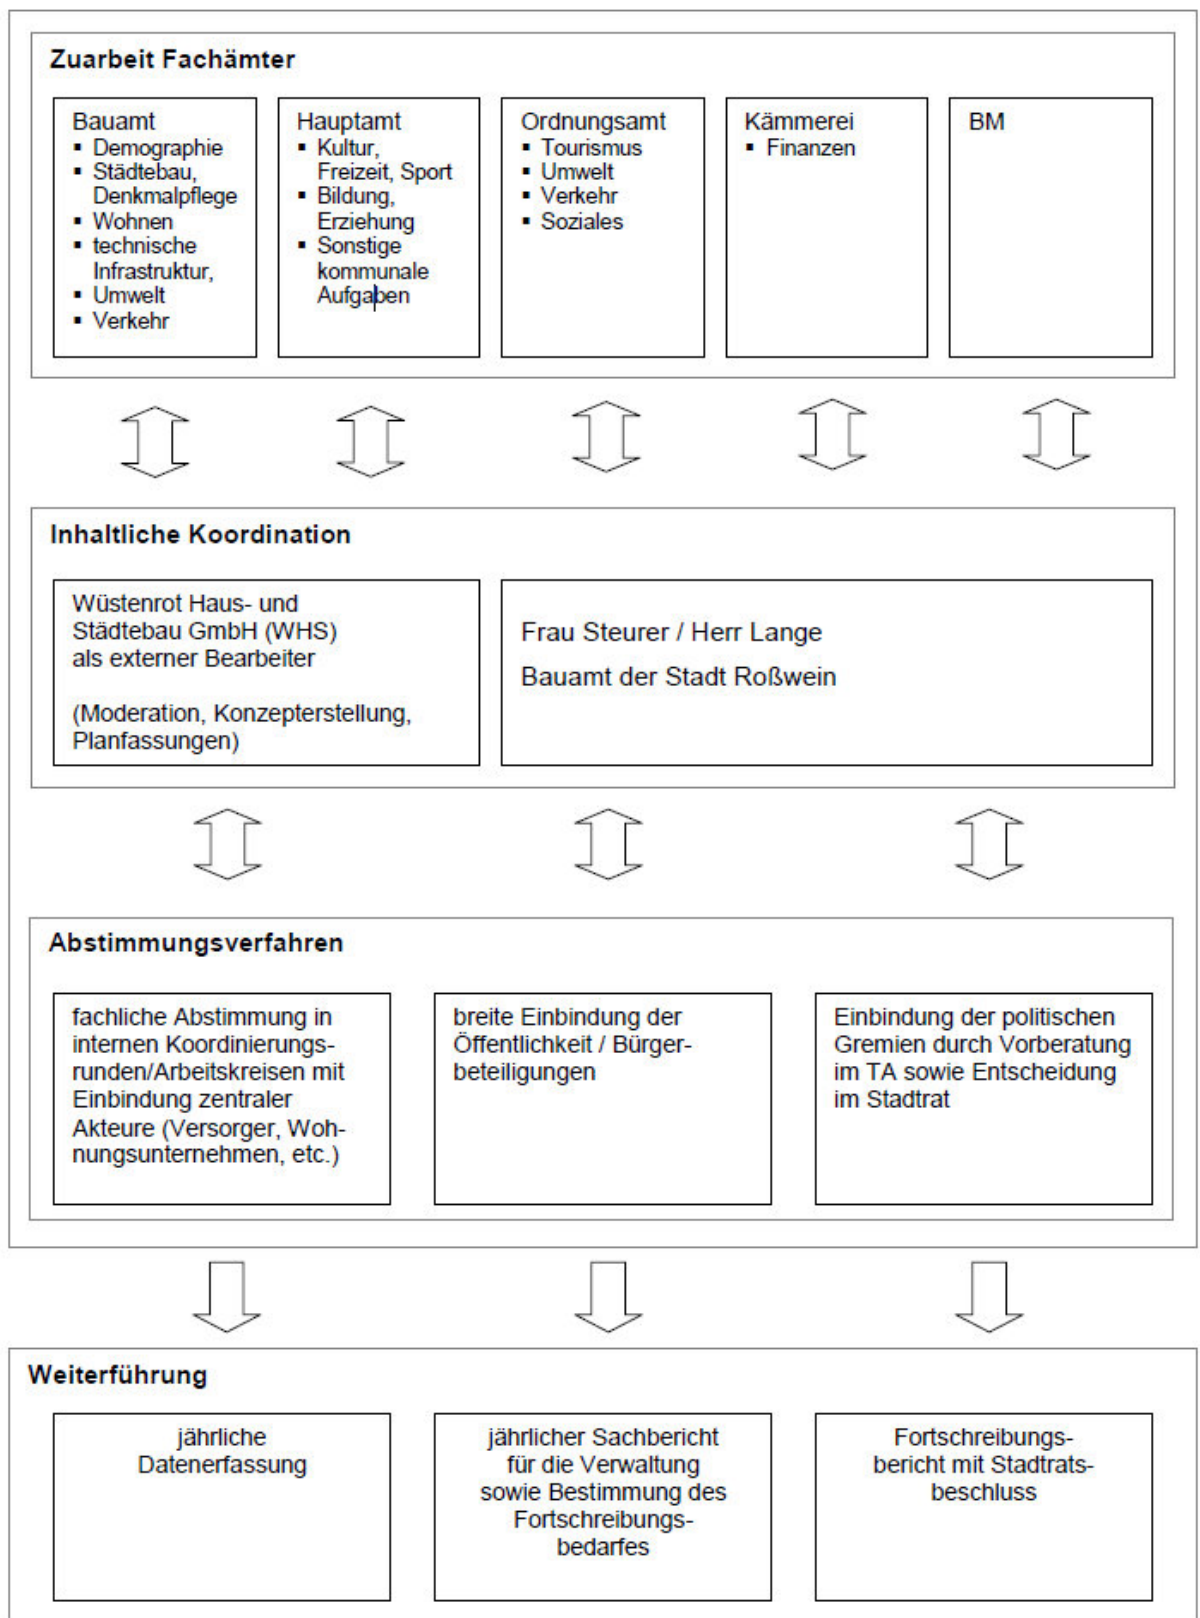 Zuarbeit Fachämter
Bauamt
▪ Demographie
▪ Städtebau,
Denkmalpflege
▪ Wohnen
▪ technische
Infrastruktur,
▪ Umwelt
▪ Verkehr
Hauptamt
▪ Kultur,
Freizeit, Sport
▪ Bildung,
Erziehung
▪ Sonstige
kommunale
Aufgaben
Ordnungsamt
▪ Tourismus
▪ Umwelt
▪ Verkehr
▪ Soziales
Kämmerei
▪ Finanzen
BM
Inhaltliche Koordination
Wüstenrot Haus- und
Städtebau GmbH (WHS)
als externer Bearbeiter
(Moderation, Konzepterstellung,
Planfassungen)
Frau Steurer / Herr Lange
Bauamt der Stadt Roßwein
Abstimmungsverfahren
fachliche Abstimmung in
internen Koordinierungs-
runden/Arbeitskreisen mit
Einbindung zentraler
Akteure (Versorger, Woh-
nungsunternehmen, etc.)
breite Einbindung der
Öffentlichkeit / Bürger-
beteiligungen
Einbindung der politischen
Gremien durch Vorberatung
im TA sowie Entscheidung
im Stadtrat
Weiterführung
jährliche
Datenerfassung
jährlicher Sachbericht
für die Verwaltung
sowie Bestimmung des
Fortschreibungs-
bedarfes
Fortschreibungs-
bericht mit Stadtrats-
beschluss